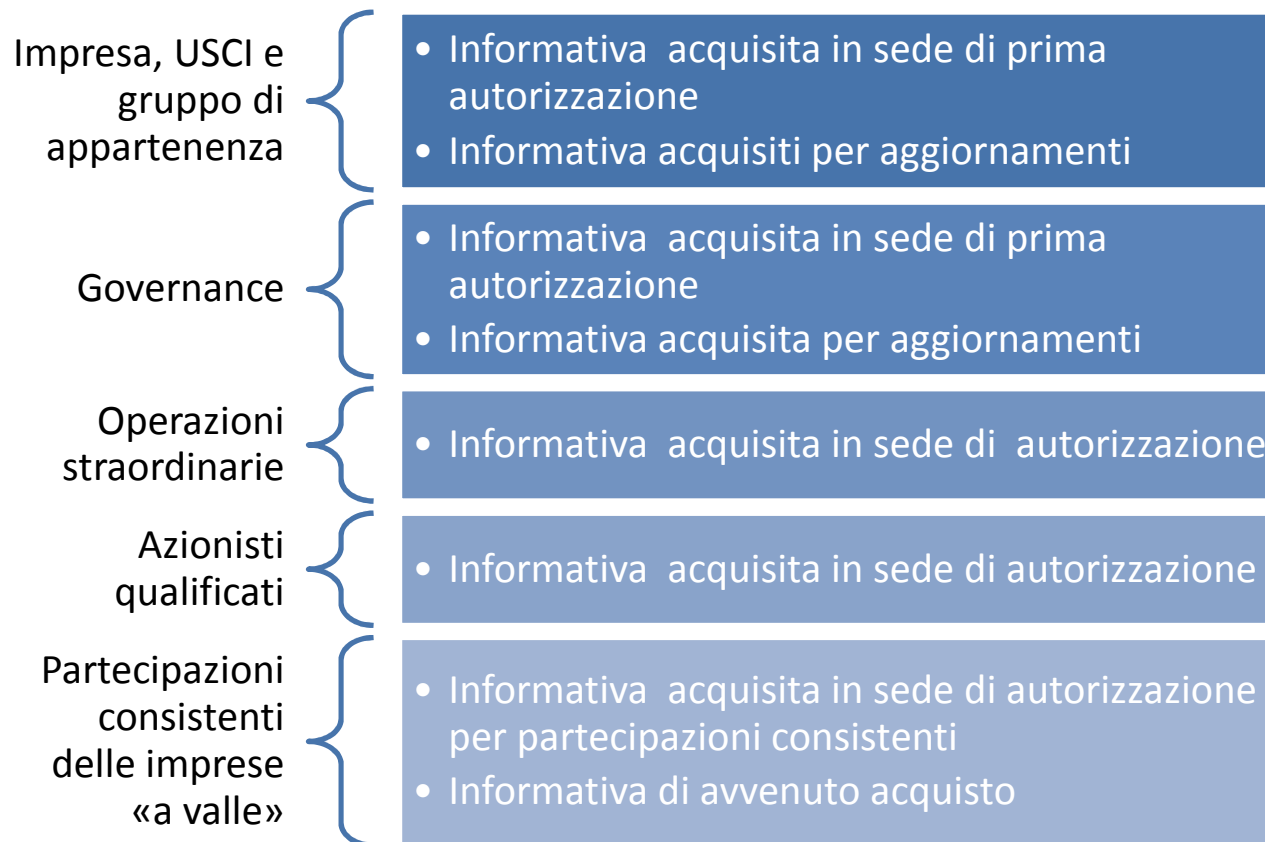 Impresa, USCI e
gruppo di
appartenenza
• Informativa acquisita in sede di prima
autorizzazione
• Informativa acquisiti per aggiornamenti
Governance
• Informativa acquisita in sede di prima
autorizzazione
• Informativa acquisita per aggiornamenti
Operazioni
straordinarie
• Informativa acquisita in sede di autorizzazione
Azionisti
qualificati
• Informativa acquisita in sede di autorizzazione
Partecipazioni
consistenti
delle imprese
«a valle»
• Informativa acquisita in sede di autorizzazione
per partecipazioni consistenti
• Informativa di avvenuto acquisto